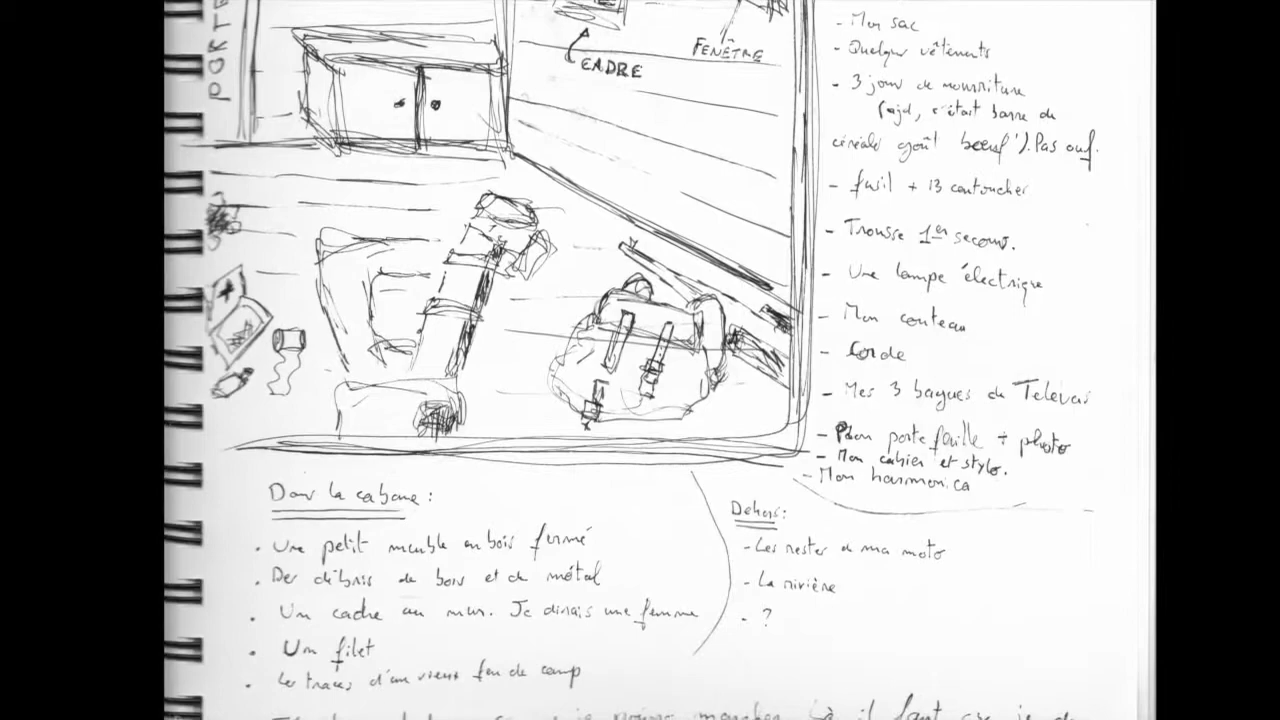 PORTE
CADRE
FENÊTRE
- Mon sac
- Quelques vêtements
- 3 jours de nourriture
(ajd, c'était barre de
céréale goût boeuf'). Pas ouf.
- fusil + 13 cartouches
- Trousse 1er secours.
- Une lampe électrique
- Mon couteau
- Corde
- Mes 3 bagues de Televas
- Mon portefeuille + photo
- Mon cahier et stylo.
- Mon harmonica
Dans la cabane :
. Un petit meuble en bois fermé
. Des débris de bois et de métal
. Un cadre au mur. Je dirais une femme
. Un filet
. Les traces d'un vieux feu de camp
Dehors :
- Les restes de ma moto
- La rivière
. ?